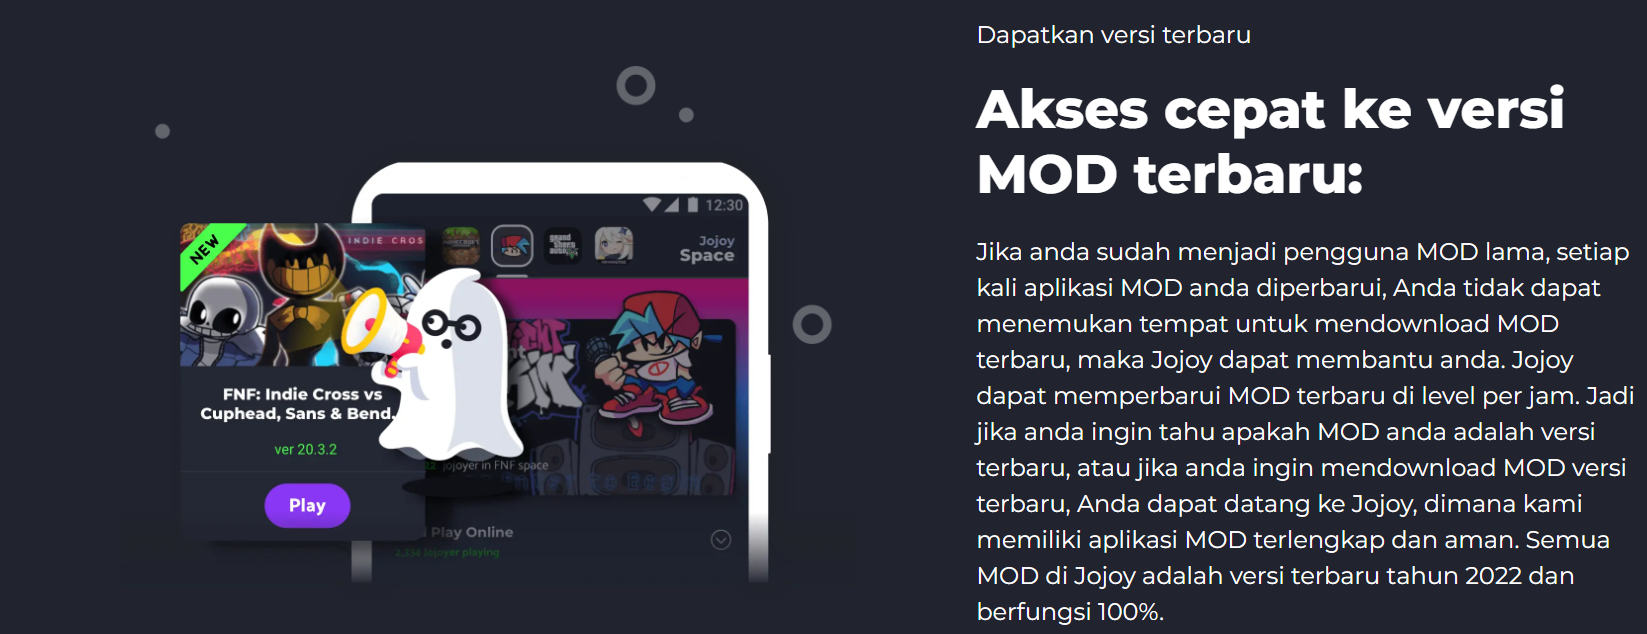 Dapatkan versi terbaru
Akses cepat ke versi
MOD terbaru:
Jika anda sudah menjadi pengguna MOD lama, setiap
kali aplikasi MOD anda diperbarui, Anda tidak dapat
menemukan tempat untuk mendownload MOD
terbaru, maka Jojoy dapat membantu anda. Jojoy
dapat memperbarui MOD terbaru di level per jam. Jadi
jika anda ingin tahu apakah MOD anda adalah versi
terbaru, atau jika anda ingin mendownload MOD versi
terbaru, Anda dapat datang ke Jojoy, dimana kami
memiliki aplikasi MOD terlengkap dan aman. Semua
MOD di Jojoy adalah versi terbaru tahun 2022 dan
berfungsi 100%.
12:30
Jojoy
Space
grand
theft
auto
NEW
INDIE CROS
FNF: Indie Cross vs
Cuphead, Sans & Bend..
ver 20.3.2
Play
jojoyer in FNF space
Play Online
2,334 Jojoyer playing